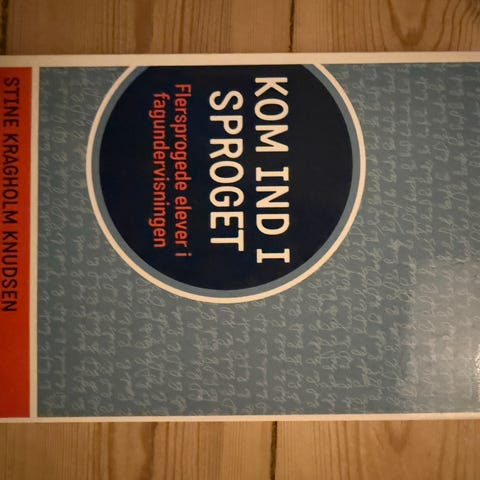 KOM IND I
SPROGET
Flersprogede elever i
fagundervisningen
STINE KRAGHOLM KNUDSEN